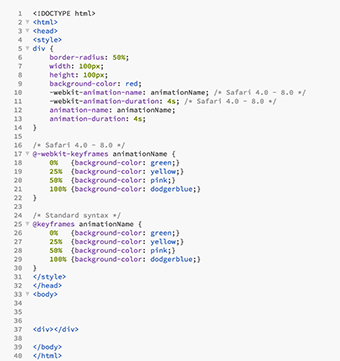 1 <!DOCTYPE html>
2 <html>
3 <head>
4 <style>
5 div {
6 border-radius: 50%;
7 width: 100px;
8 height: 100px;
9 background-color: red;
10 -webkit-animation-name: animationName; /* Safari 4.0 - 8.0 */
11 -webkit-animation-duration: 4s; /* Safari 4.0 - 8.0 */
12 animation-name: animationName;
13 animation-duration: 4s;
14 }
15
16 /* Safari 4.0 - 8.0 */
17 @-webkit-keyframes animationName {
18 0% {background-color: green;}
19 25% {background-color: yellow;}
20 50% {background-color: pink;}
21 100% {background-color: dodgerblue;}
22 }
23
24 /* Standard syntax */
25 @keyframes animationName {
26 0% {background-color: green;}
27 25% {background-color: yellow;}
28 50% {background-color: pink;}
29 100% {background-color: dodgerblue;}
30 }
31 </style>
32 </head>
33 <body>
34
35
36
37 <div></div>
38
39 </body>
40 </html>